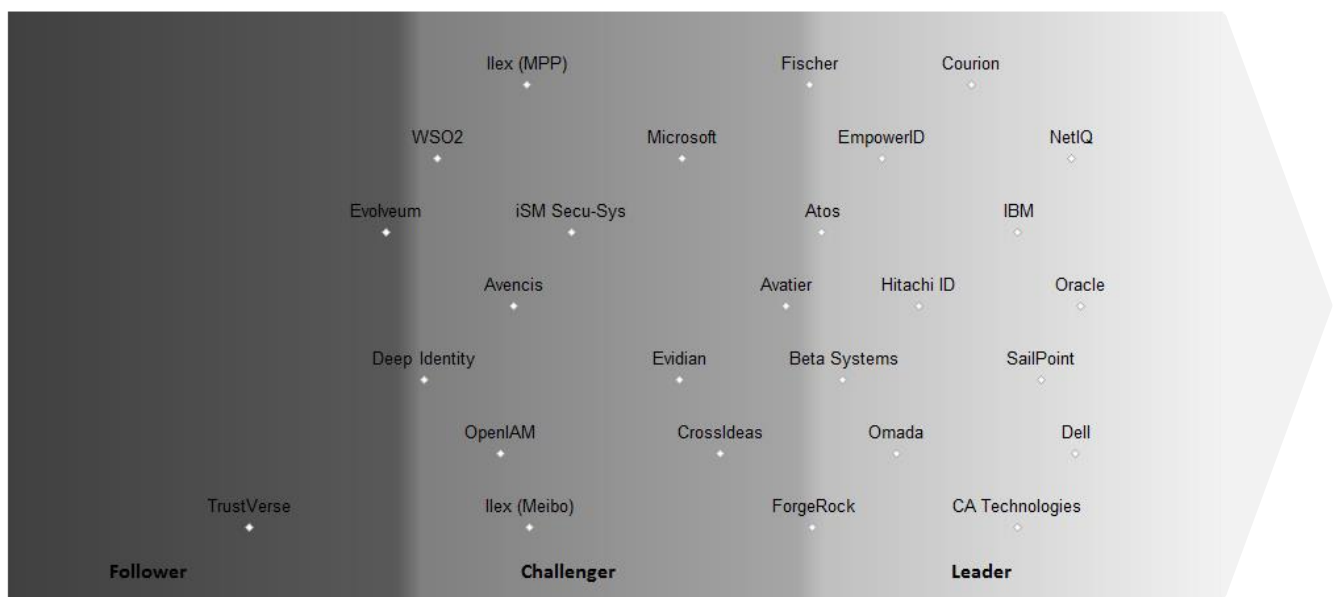 Ilex (MPP) Fischer Courion
WSO2 Microsoft EmpowerID NetIQ
Evolveum iSM Secu-Sys Atos IBM
Avencis Avatier Hitachi ID Oracle
Deep Identity Evidian Beta Systems SailPoint
OpenIAM CrossIdeas Omada Dell
TrustVerse Ilex (Meibo) ForgeRock CA Technologies
Follower Challenger Leader